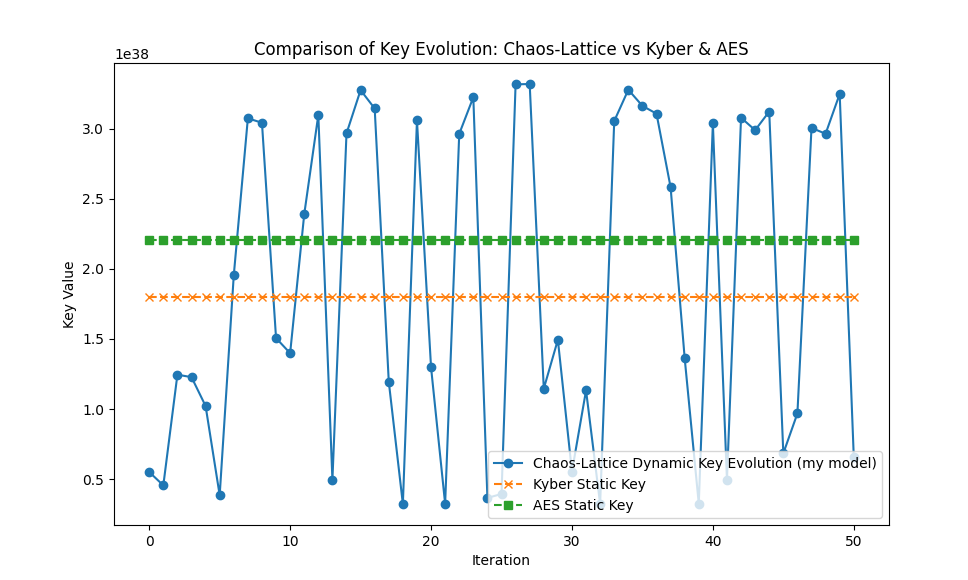 Comparison of Key Evolution: Chaos-Lattice vs Kyber & AES
1e38
3.0
2.5
2.0
1.5
1.0
0.5
Key Value
Chaos-Lattice Dynamic Key Evolution (my model)
Kyber Static Key
AES Static Key
0 10 20 30 40 50
Iteration